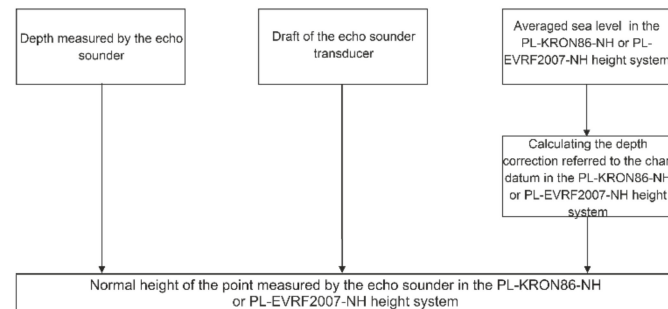 Depth measured by the echo
sounder
Draft of the echo sounder
transducer
Averaged sea level in the
PL-KRON86-NH or PL-
EVRF2007-NH height system
Calculating the depth
correction referred to the chart
datum in the PL-KRON86-NH
or PL-EVRF2007-NH height
system
Normal height of the point measured by the echo sounder in the PL-KRON86-NH
or PL-EVRF2007-NH height system